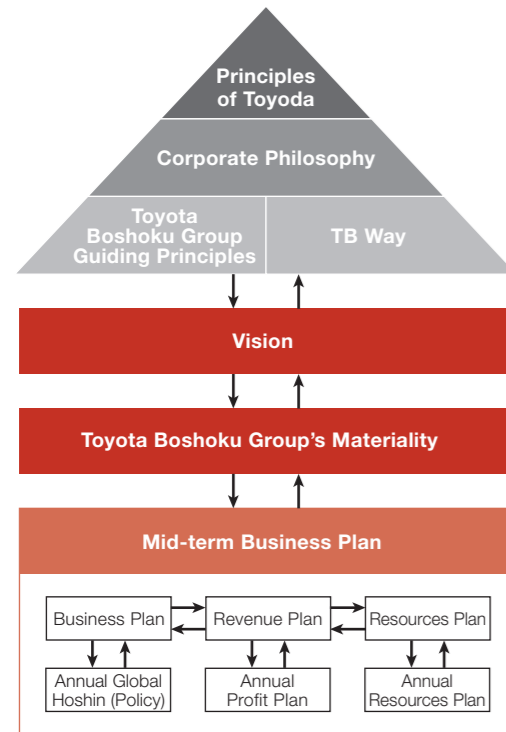 Principles
of Toyoda
Corporate Philosophy
Toyota
Boshoku Group
Guiding Principles
TB Way
Vision
Toyota Boshoku Group's Materiality
Mid-term Business Plan
Business Plan
Revenue Plan
Resources Plan
Annual Global
Hoshin (Policy)
Annual
Profit Plan
Annual
Resources Plan